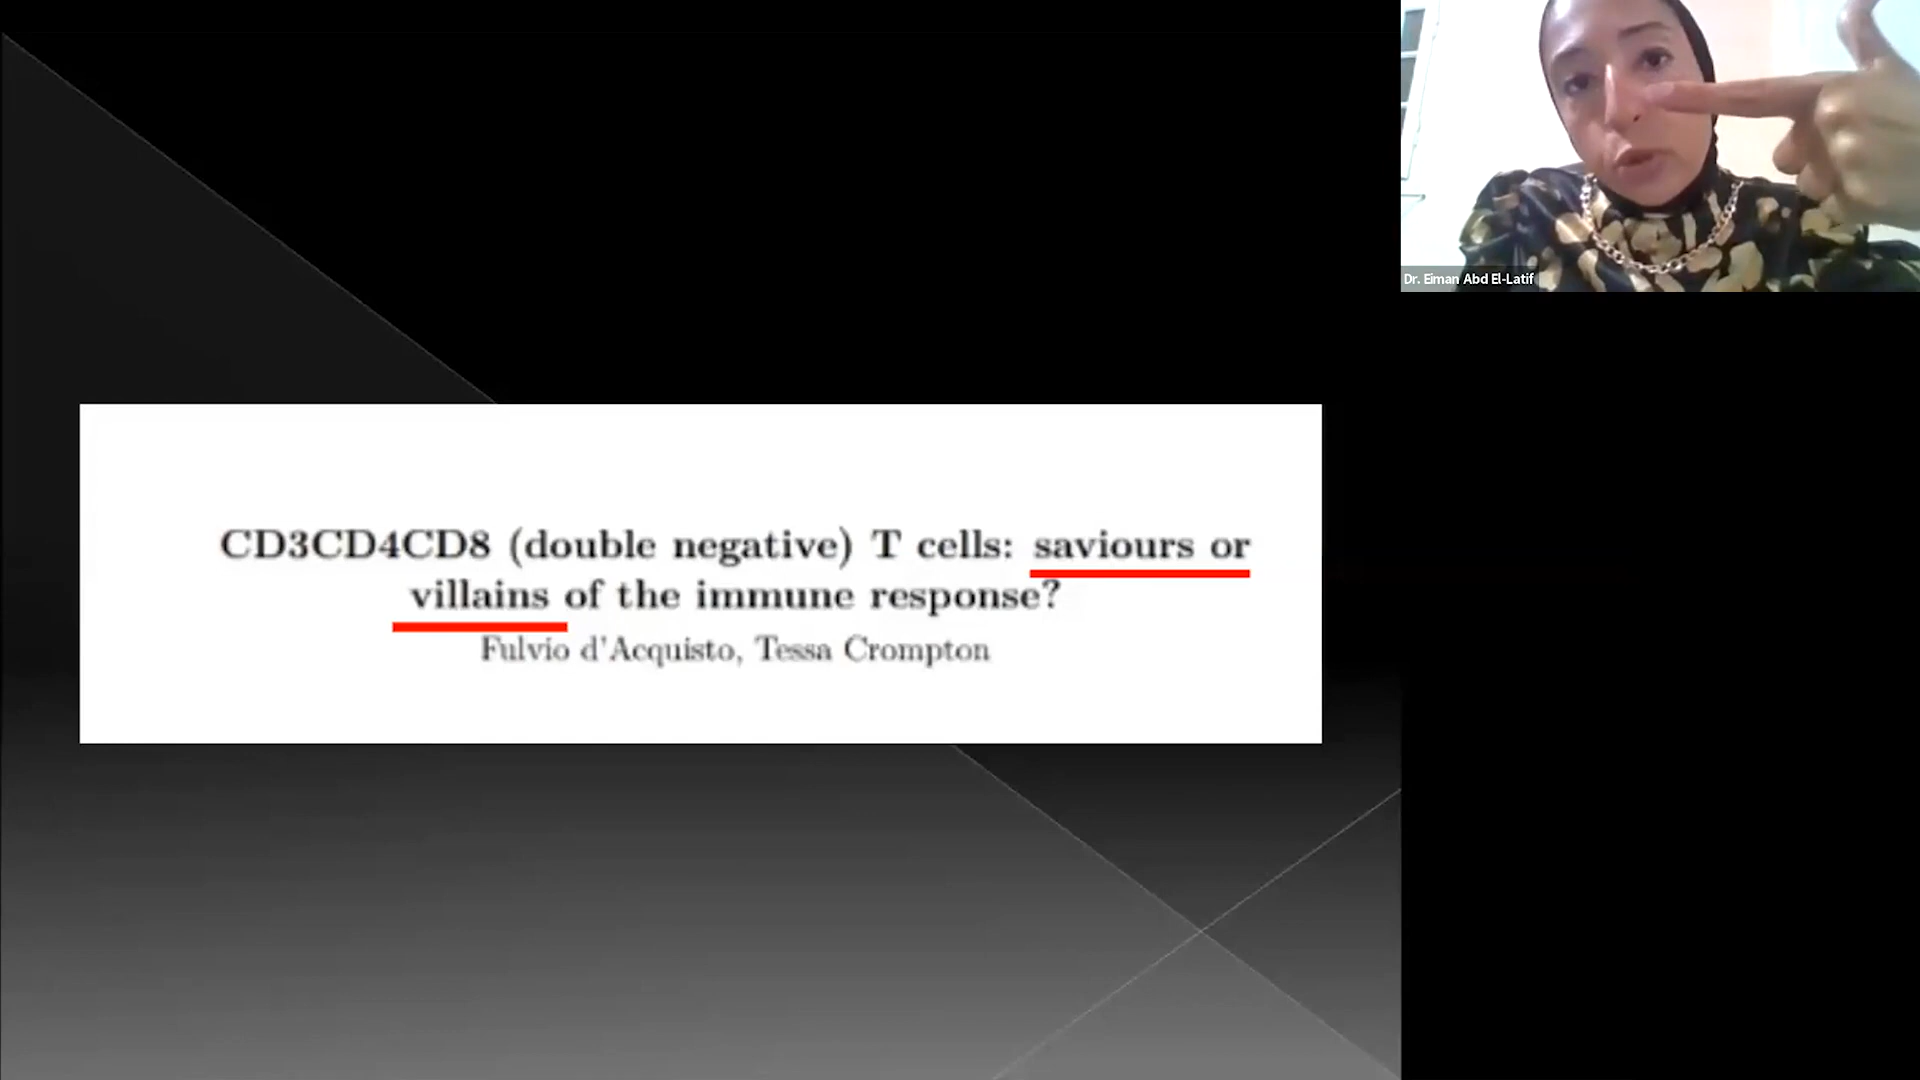 CD3CD4CD8 (double negative) T cells: saviours or
villains of the immune response?
Fulvio d'Acquisto, Tessa Crompton
Dr. Eiman Abd El-Latif